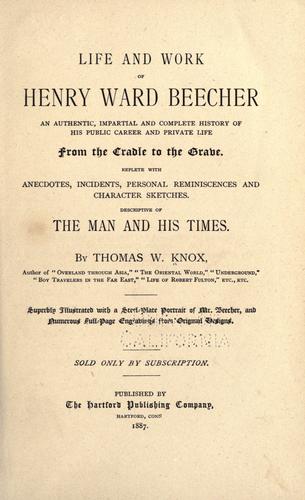 LIFE AND WORK
OF
HENRY WARD BEECHER
AN AUTHENTIC, IMPARTIAL AND COMPLETE HISTORY OF
HIS PUBLIC CAREER AND PRIVATE LIFE
From the Cradle to the Grave.
REPLETE WITH
ANECDOTES, INCIDENTS, PERSONAL REMINISCENCES AND
CHARACTER SKETCHES.
DESCRIPTIVE OF
THE MAN AND HIS TIMES.
BY THOMAS W. KNOX,
Author of "OVERLAND THROUGH ASIA," "THE ORIENTAL WORLD," "UNDERGROUND,"
"BOY TRAVELERS IN THE FAR EAST," "LIFE OF ROBERT FULTON," ETC., ETC.
Superbly Illustrated with a Steel-Plate Portrait of Mr. Beecher, and
Numerous Full-Page Engravings from Original Designs.
CALIFORNIA
SOLD ONLY BY SUBSCRIPTION.
PUBLISHED BY
The Hartford Publishing Company,
HARTFORD, CONN
1887.